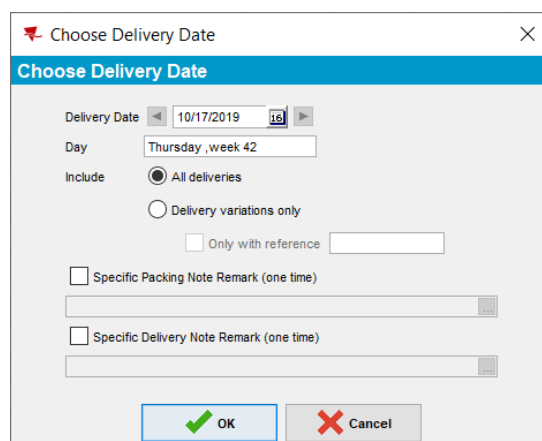 Choose Delivery Date
Choose Delivery Date
Delivery Date 10/17/2019 16
Day Thursday ,week 42
Include All deliveries
Delivery variations only
Only with reference
Specific Packing Note Remark (one time)
...
Specific Delivery Note Remark (one time)
...
OK Cancel